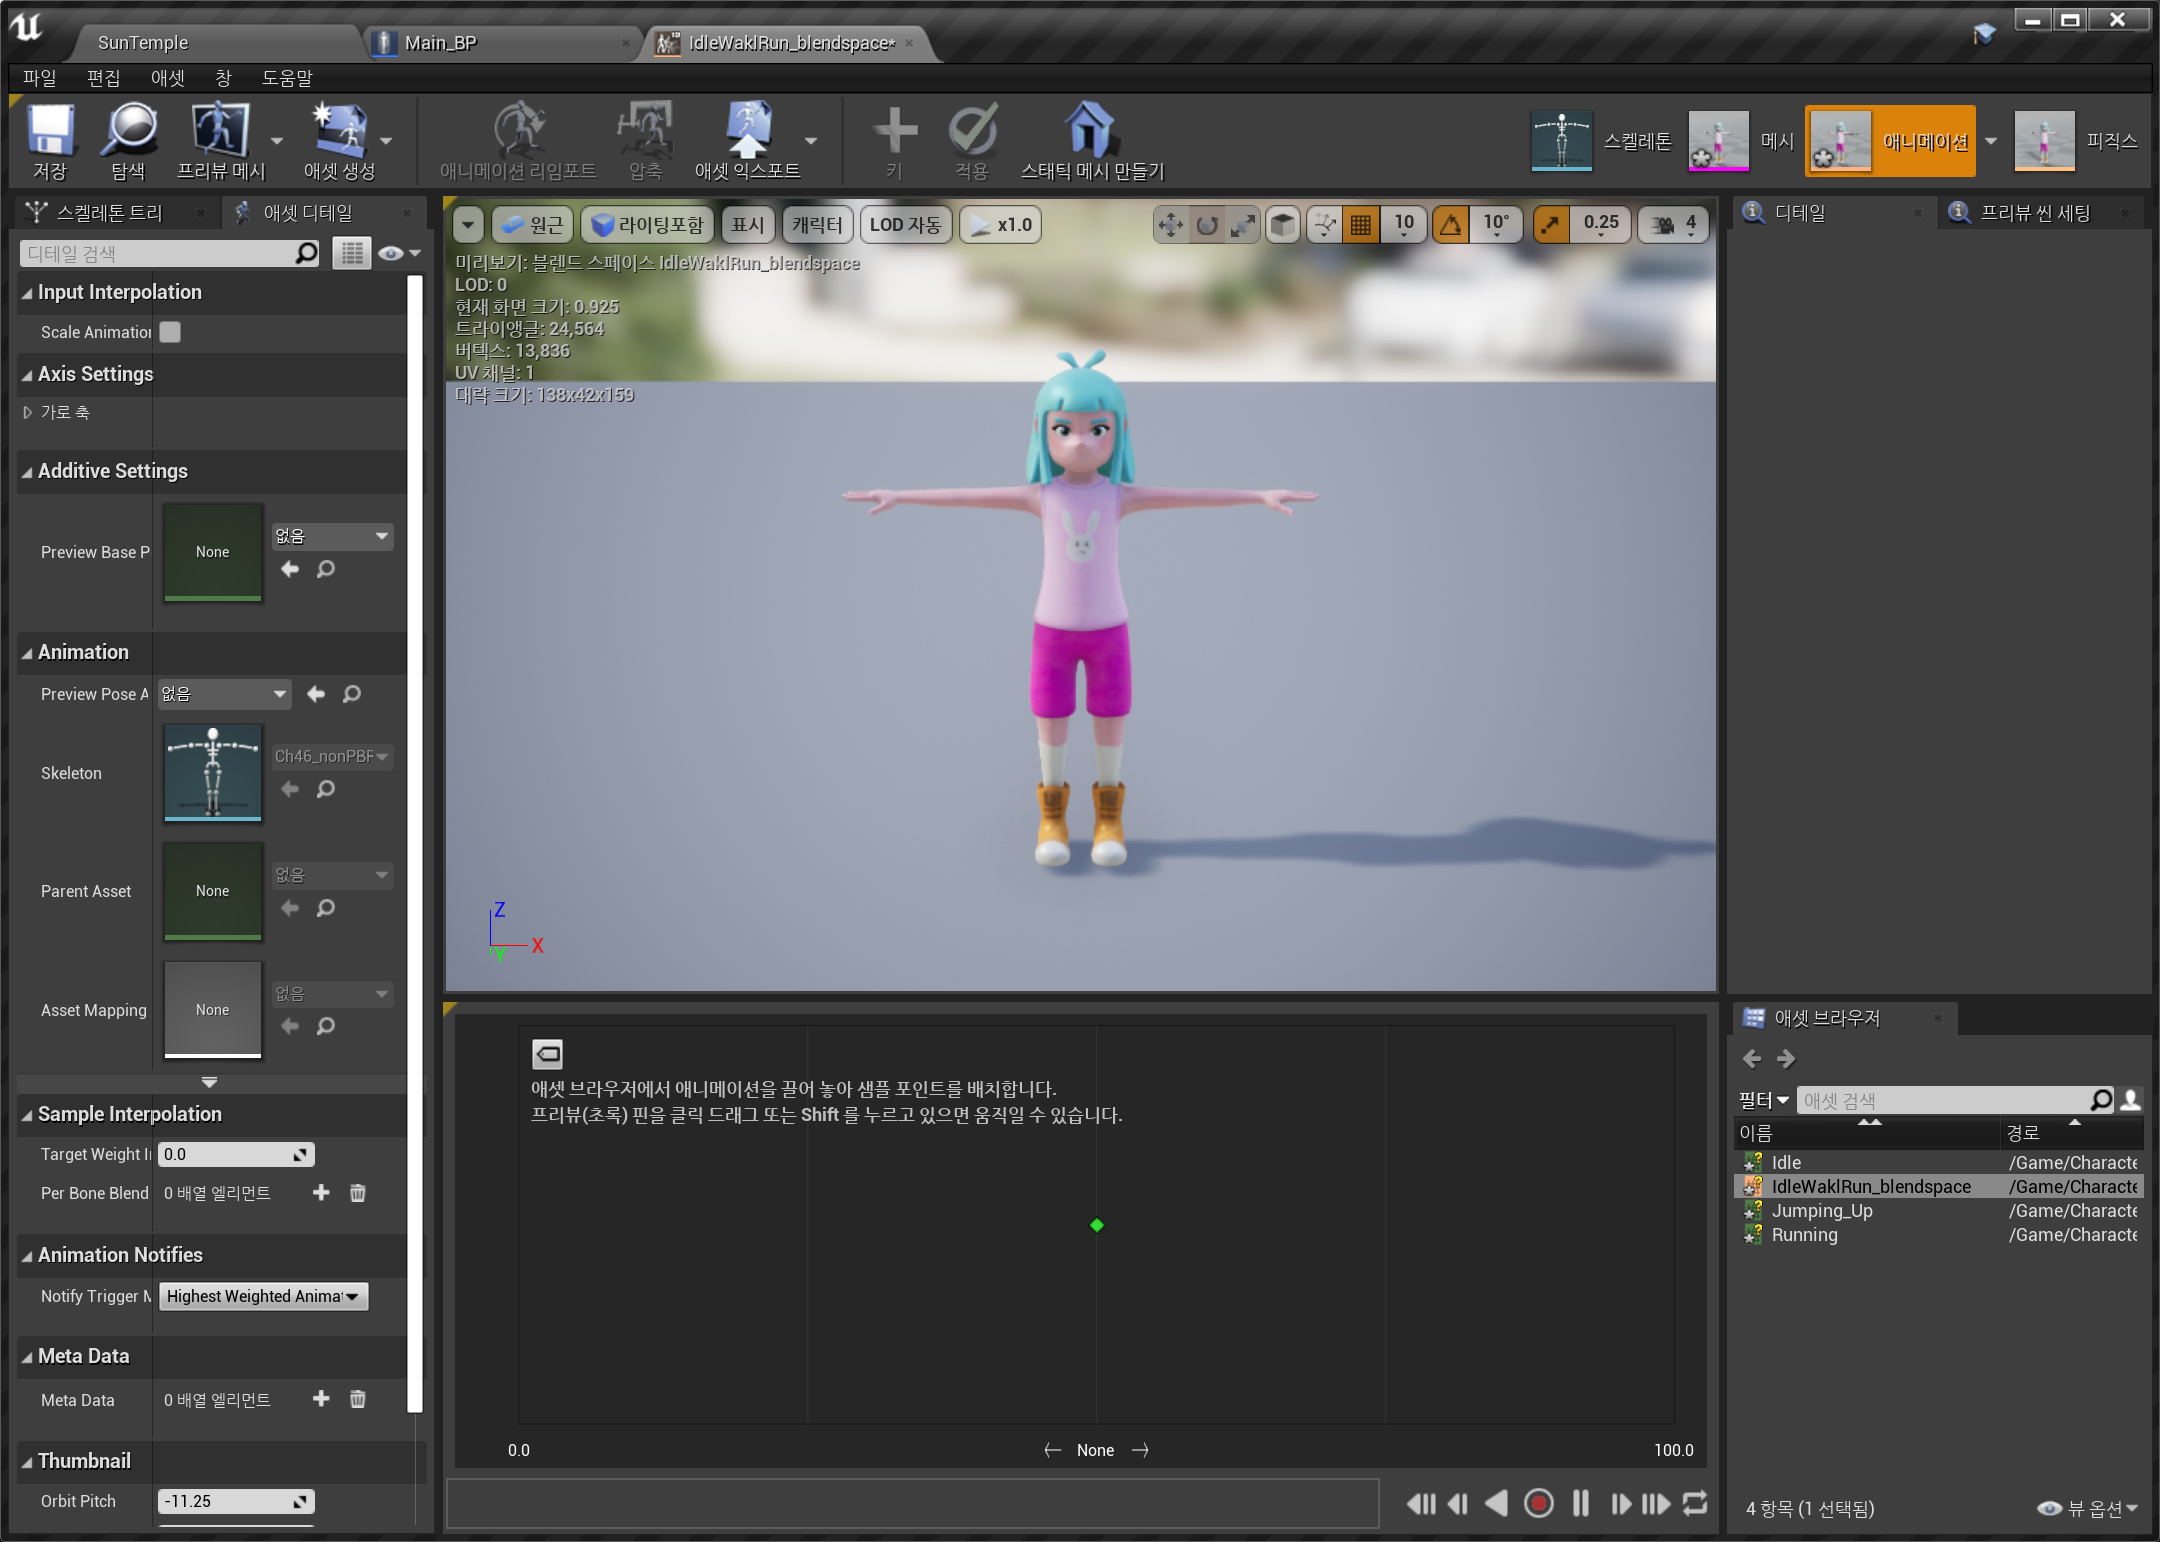 SunTemple
Main_BP
IdleWaklRun_blendspace*
파일 편집 애셋 창 도움말
저장
탐색
프리뷰 메시
애셋 생성
애니메이션 리임포트
압축
애셋 익스포트
키
적용
스태틱 메시 만들기
스켈레톤
메시
애니메이션
피직스
스켈레톤 트리
애셋 디테일
디테일 검색
Input Interpolation
Scale Animation
Axis Settings
가로 축
Additive Settings
Preview Base P
None
없음
Animation
Preview Pose A
없음
Skeleton
Ch46_nonPBR
Parent Asset
None
없음
Asset Mapping
None
없음
Sample Interpolation
Target Weight I
0.0
Per Bone Blend
0 배열 엘리먼트
Animation Notifies
Notify Trigger M
Highest Weighted Animat
Meta Data
Meta Data
0 배열 엘리먼트
Thumbnail
Orbit Pitch
-11.25
원근
라이팅포함
표시
캐릭터
LOD 자동
x1.0
10
10°
0.25
4
미리보기: 블렌드 스페이스 IdleWaklRun_blendspace
LOD: 0
현재 화면 크기: 0.925
트라이앵글: 24,564
버텍스: 13,836
UV 채널: 1
대략 크기: 138x42x159
Z
X
Y
애셋 브라우저에서 애니메이션을 끌어 놓아 샘플 포인트를 배치합니다.
프리뷰(초록) 핀을 클릭 드래그 또는 Shift 를 누르고 있으면 움직일 수 있습니다.
0.0
None
100.0
디테일
프리뷰 씬 세팅
애셋 브라우저
필터
애셋 검색
이름
경로
Idle /Game/Characte
IdleWaklRun_blendspace /Game/Characte
Jumping_Up /Game/Characte
Running /Game/Characte
4 항목 (1 선택됨)
뷰 옵션